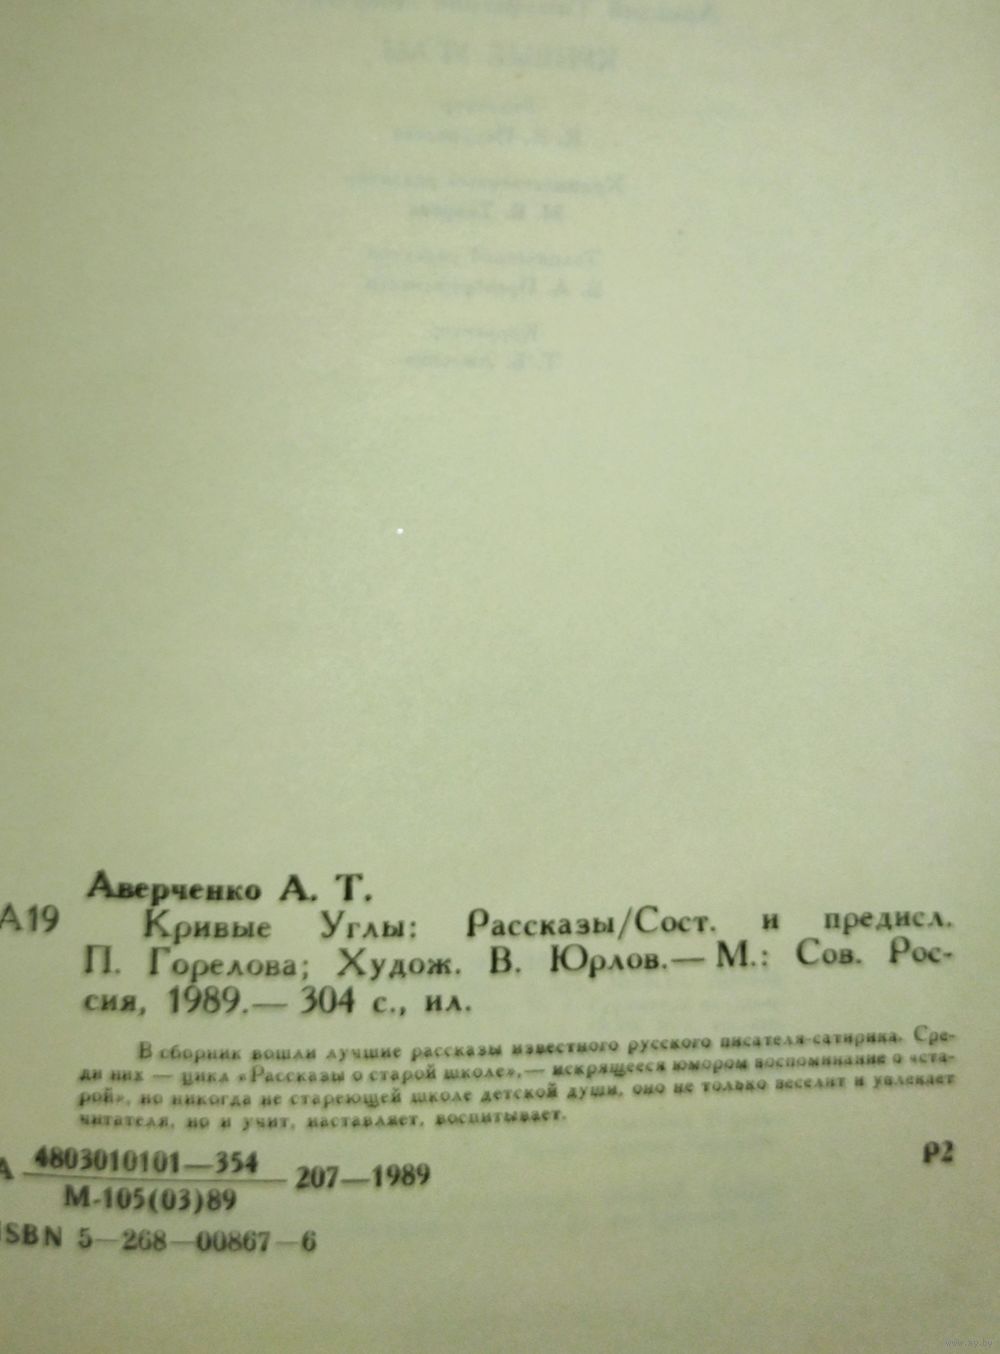 Аверченко А. Т.
А19
Кривые Углы: Рассказы/Сост. и предисл.
П. Горелова; Худож. В. Юрлов.— М.: Сов. Рос-
сия, 1989.— 304 с., ил.
В сборник вошли лучшие рассказы известного русского писателя-сатирика. Сре-
ди них — цикл «Рассказы о старой школе»,— искрящееся юмором воспоминание о «ста-
рой», но никогда не стареющей школе детской души, оно не только веселит и увлекает
читателя, но и учит, наставляет, воспитывает.
А 4803010101—354
М-105(03)89
207—1989
Р2
ISBN 5—268—00867—6
www.ay.by